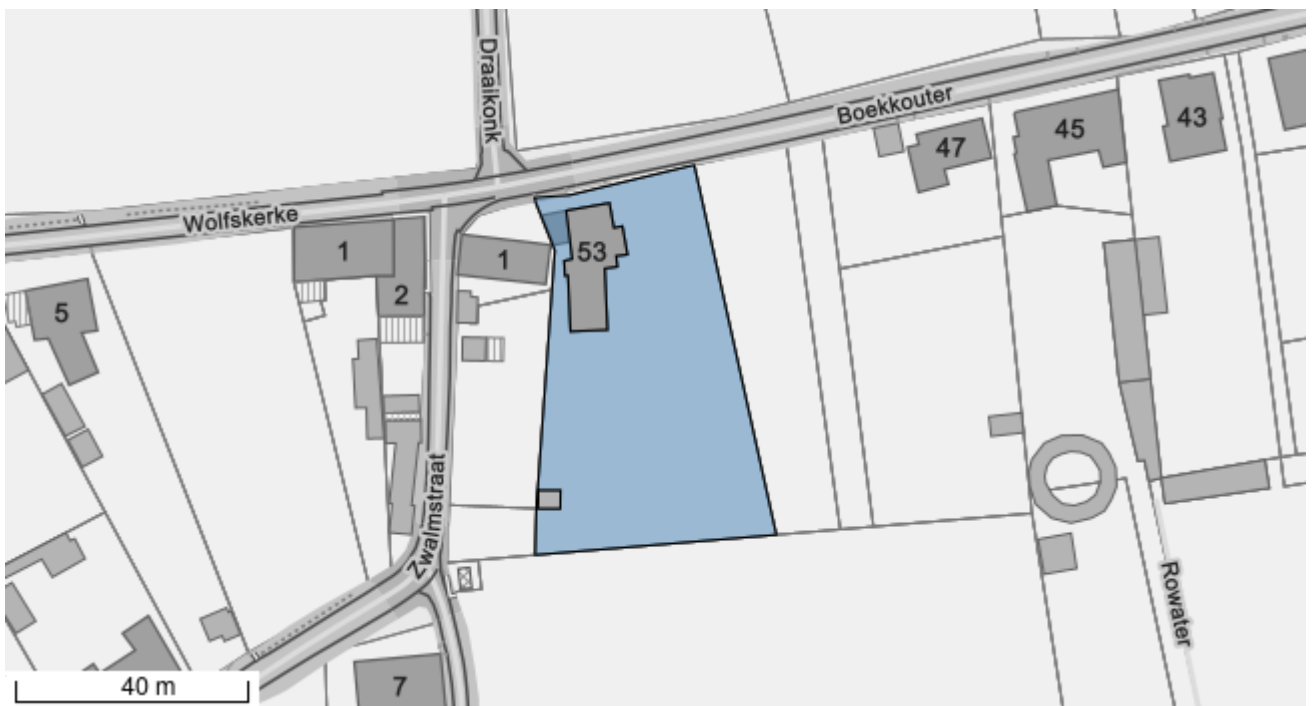 Draaikonk
Boekkouter
43
45
47
Wolfskerke
1
1
53
2
5
Zwalmstraat
Rowater
40 m
7